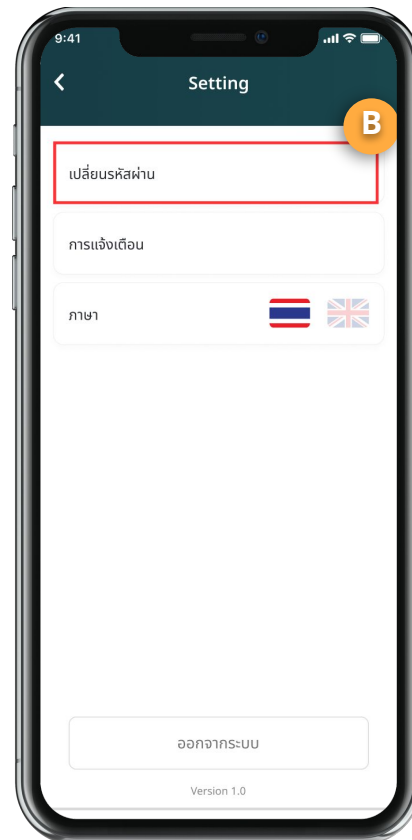 9:41
Setting
B
เปลี่ยนรหัสผ่าน
การแจ้งเตือน
ภาษา
ออกจากระบบ
Version 1.0